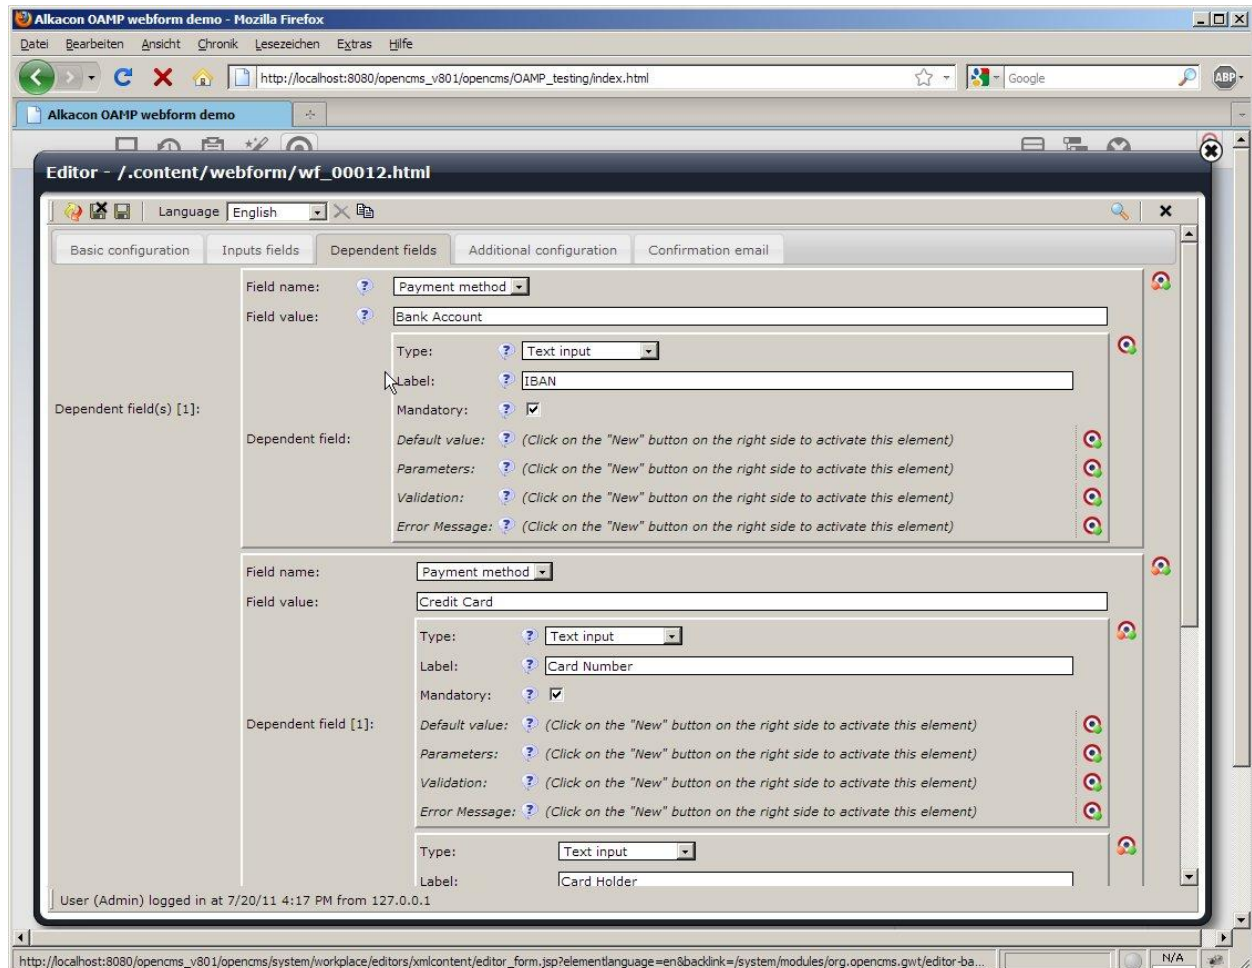 Alkacon OAMP webform demo - Mozilla Firefox
Datei Bearbeiten Ansicht Chronik Lesezeichen Extras Hilfe
http://localhost:8080/opencms_v801/opencms/OAMP_testing/index.html Google ABP
Alkacon OAMP webform demo
Editor - /.content/webform/wf_00012.html
Language English
Basic configuration Inputs fields Dependent fields Additional configuration Confirmation email
Field name: Payment method
Field value: Bank Account
Type: Text input
Label: IBAN
Dependent field(s) [1]: Mandatory:
Dependent field: Default value: (Click on the "New" button on the right side to activate this element)
Parameters: (Click on the "New" button on the right side to activate this element)
Validation: (Click on the "New" button on the right side to activate this element)
Error Message: (Click on the "New" button on the right side to activate this element)
Field name: Payment method
Field value: Credit Card
Type: Text input
Label: Card Number
Mandatory:
Dependent field [1]: Default value: (Click on the "New" button on the right side to activate this element)
Parameters: (Click on the "New" button on the right side to activate this element)
Validation: (Click on the "New" button on the right side to activate this element)
Error Message: (Click on the "New" button on the right side to activate this element)
Type: Text input
Label: Card Holder
User (Admin) logged in at 7/20/11 4:17 PM from 127.0.0.1
http://localhost:8080/opencms_v801/opencms/system/workplace/editors/xmlcontent/editor_form.jsp?elementlanguage=en&backlink=/system/modules/org.opencms.gwt/editor-ba... N/A